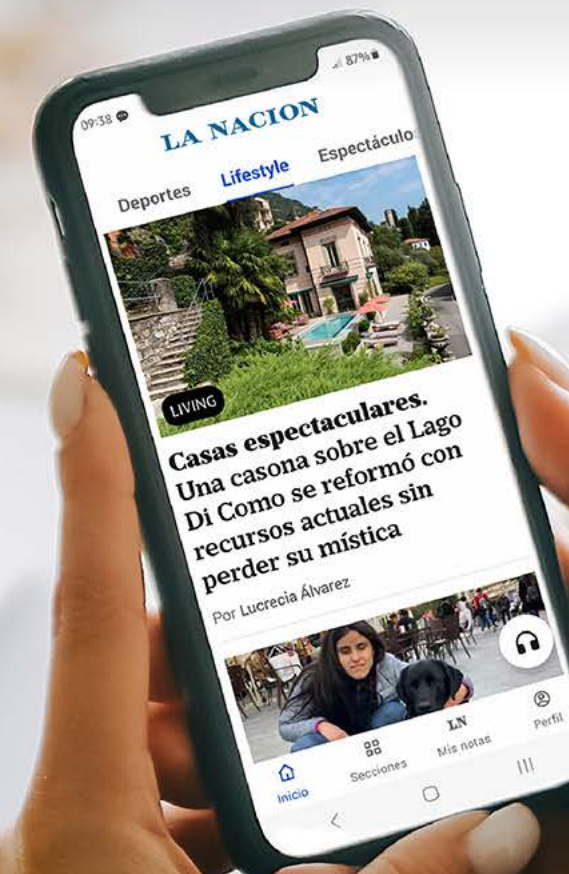 09:38
87%
LA NACION
Deportes Lifestyle Espectáculo
LIVING
Casas espectaculares.
Una casona sobre el Lago
Di Como se reformó con
recursos actuales sin
perder su mística
Por Lucrecia Álvarez
Inicio Secciones LN Mis notas Perfil